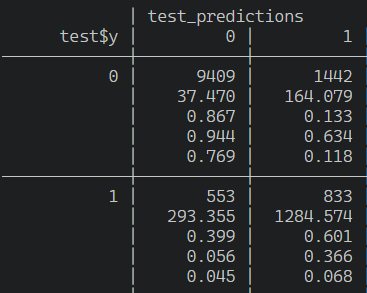 test_predictions
test$y | 0 | 1
0 | 9409 | 1442
37.470 | 164.079
0.867 | 0.133
0.944 | 0.634
0.769 | 0.118
1 | 553 | 833
293.355 | 1284.574
0.399 | 0.601
0.056 | 0.366
0.045 | 0.068